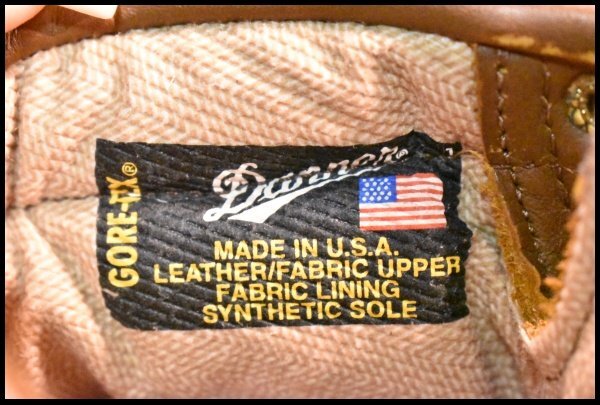 GORE-TEX®
Danner®
MADE IN U.S.A.
LEATHER/FABRIC UPPER
FABRIC LINING
SYNTHETIC SOLE